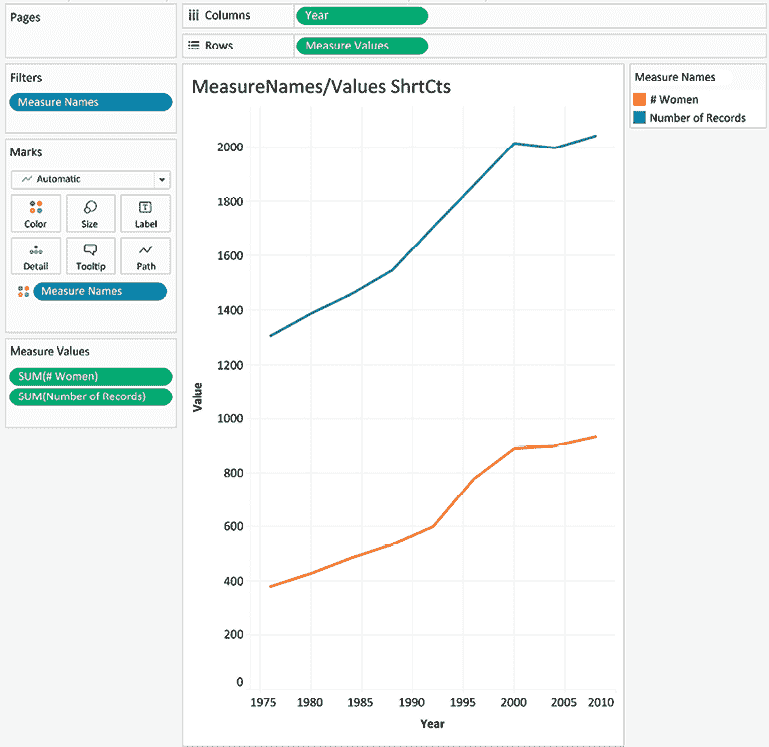 Pages
Columns
Year
Rows
Measure Values
Filters
Measure Names
Marks
Automatic
Color
Size
Label
Detail
Tooltip
Path
Measure Names
Measure Values
SUM(# Women)
SUM(Number of Records)
MeasureNames/Values ShrtCts
2000
1800
1600
1400
1200
1000
800
600
400
200
0
Value
1975 1980 1985 1990 1995 2000 2005 2010
Year
Measure Names
# Women
Number of Records